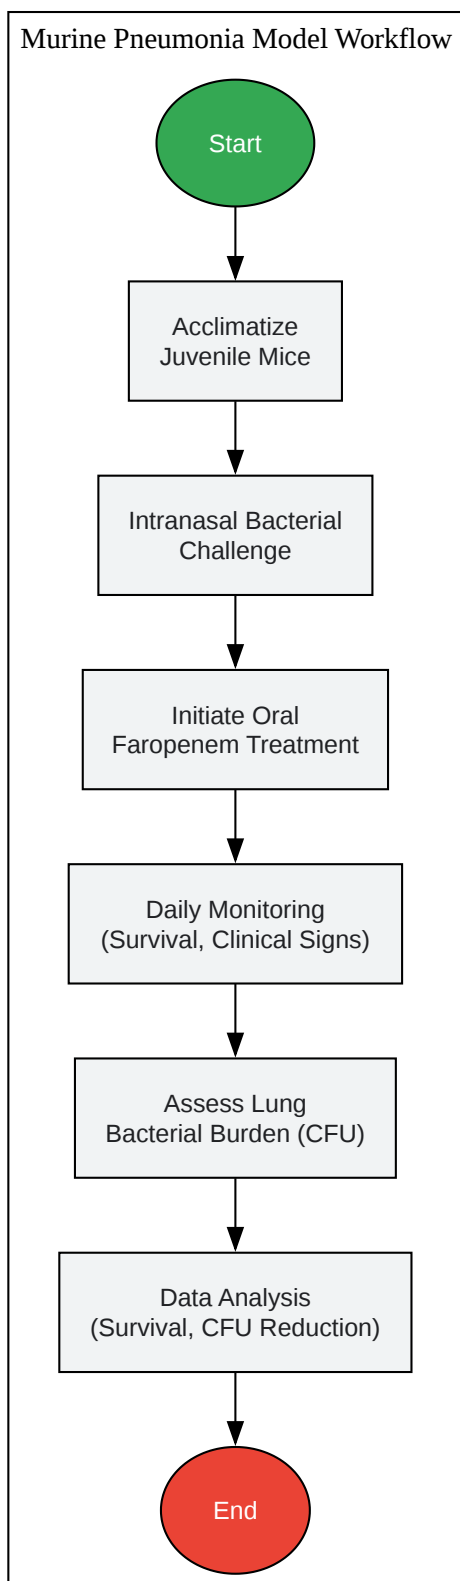 Murine Pneumonia Model Workflow
Start
Acclimatize
Juvenile Mice
Intranasal Bacterial
Challenge
Initiate Oral
Faropenem Treatment
Daily Monitoring
(Survival, Clinical Signs)
Assess Lung
Bacterial Burden (CFU)
Data Analysis
(Survival, CFU Reduction)
End